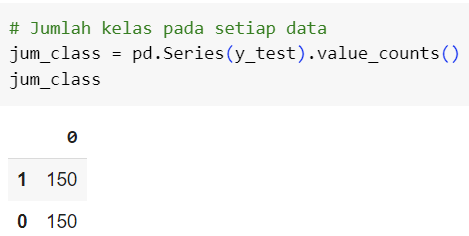 # Jumlah kelas pada setiap data
jum_class = pd.Series(y_test).value_counts()
jum_class
0
1 150
0 150